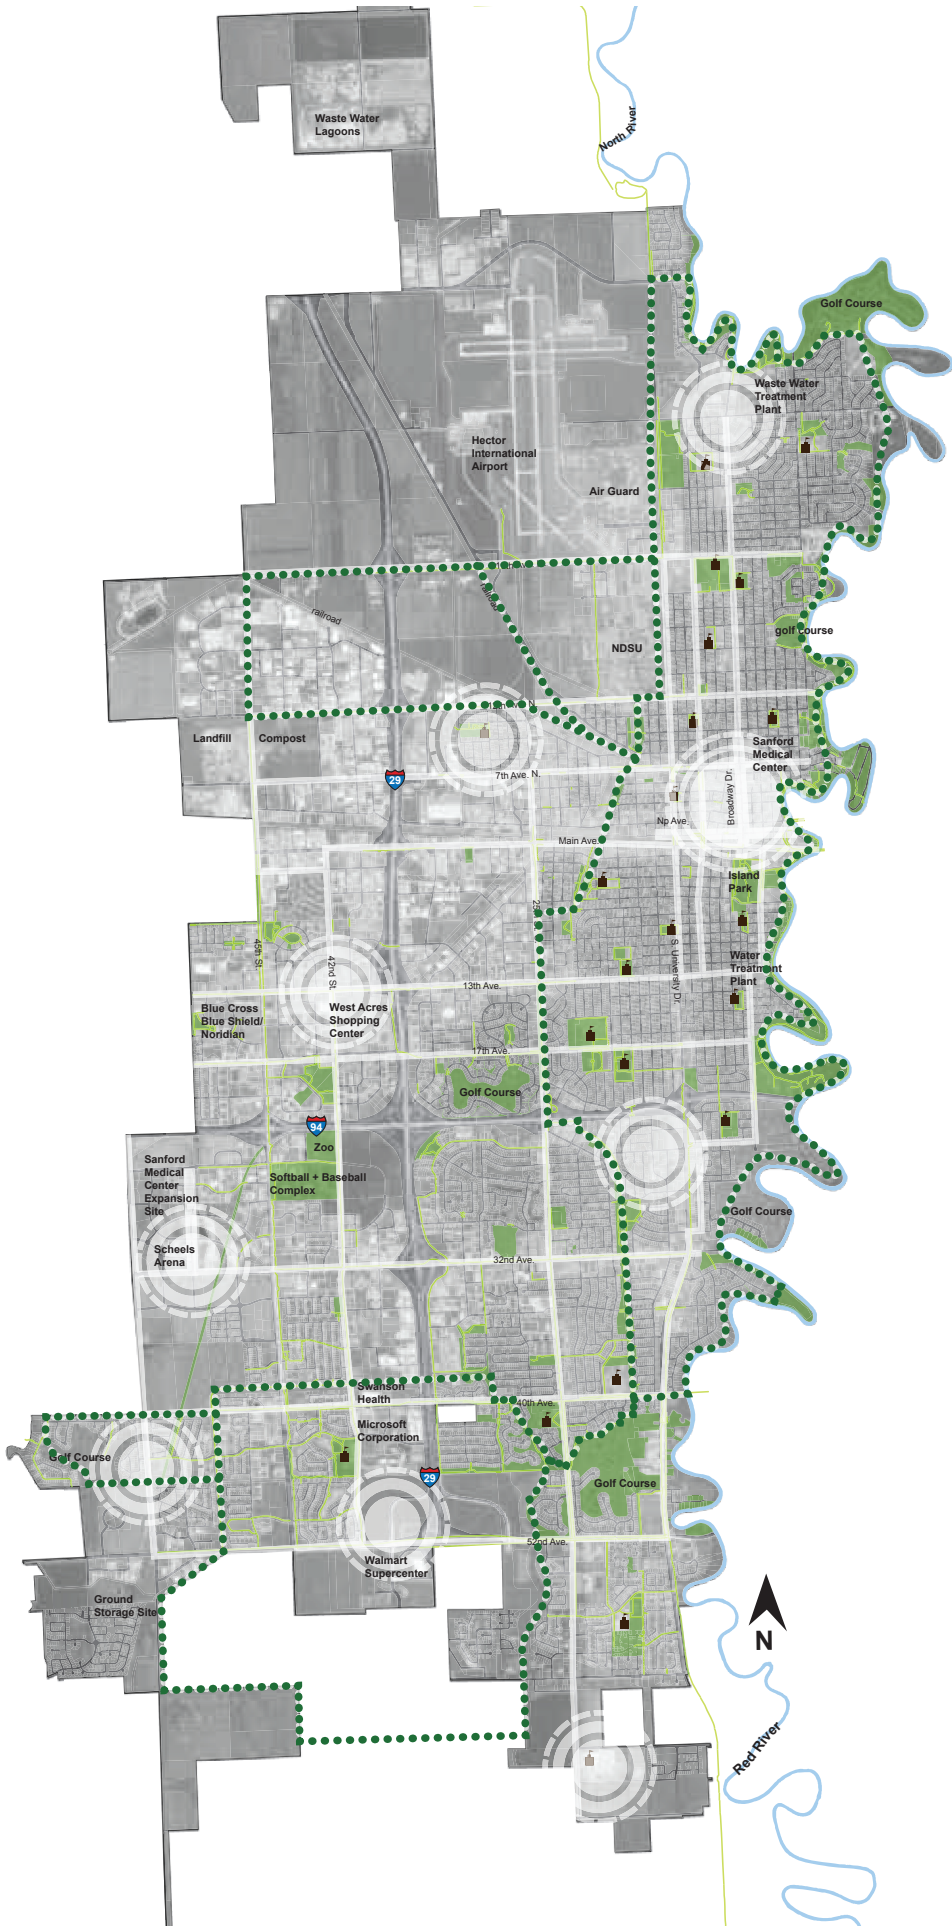 Waste Water
Lagoons
North River
Golf Course
Waste Water
Treatment
Plant
Hector
International
Airport
Air Guard
railroad
railroad
golf course
NDSU
12th Ave N.
Landfill
Compost
Sanford
Medical
Center
29
7th Ave. N.
Broadway Dr.
Np Ave.
Main Ave.
Island
Park
45th St.
42nd St.
S. University Dr.
Water
Treatment
Plant
13th Ave.
Blue Cross
Blue Shield/
Noridian
West Acres
Shopping
Center
17th Ave.
Golf Course
94
Zoo
Sanford
Medical
Center
Expansion
Site
Softball + Baseball
Complex
Golf Course
Scheels
Arena
32nd Ave.
Swanson
Health
40th Ave.
Microsoft
Corporation
Golf Course
29
Golf Course
52nd Ave.
Walmart
Supercenter
Ground
Storage Site
N
Red River